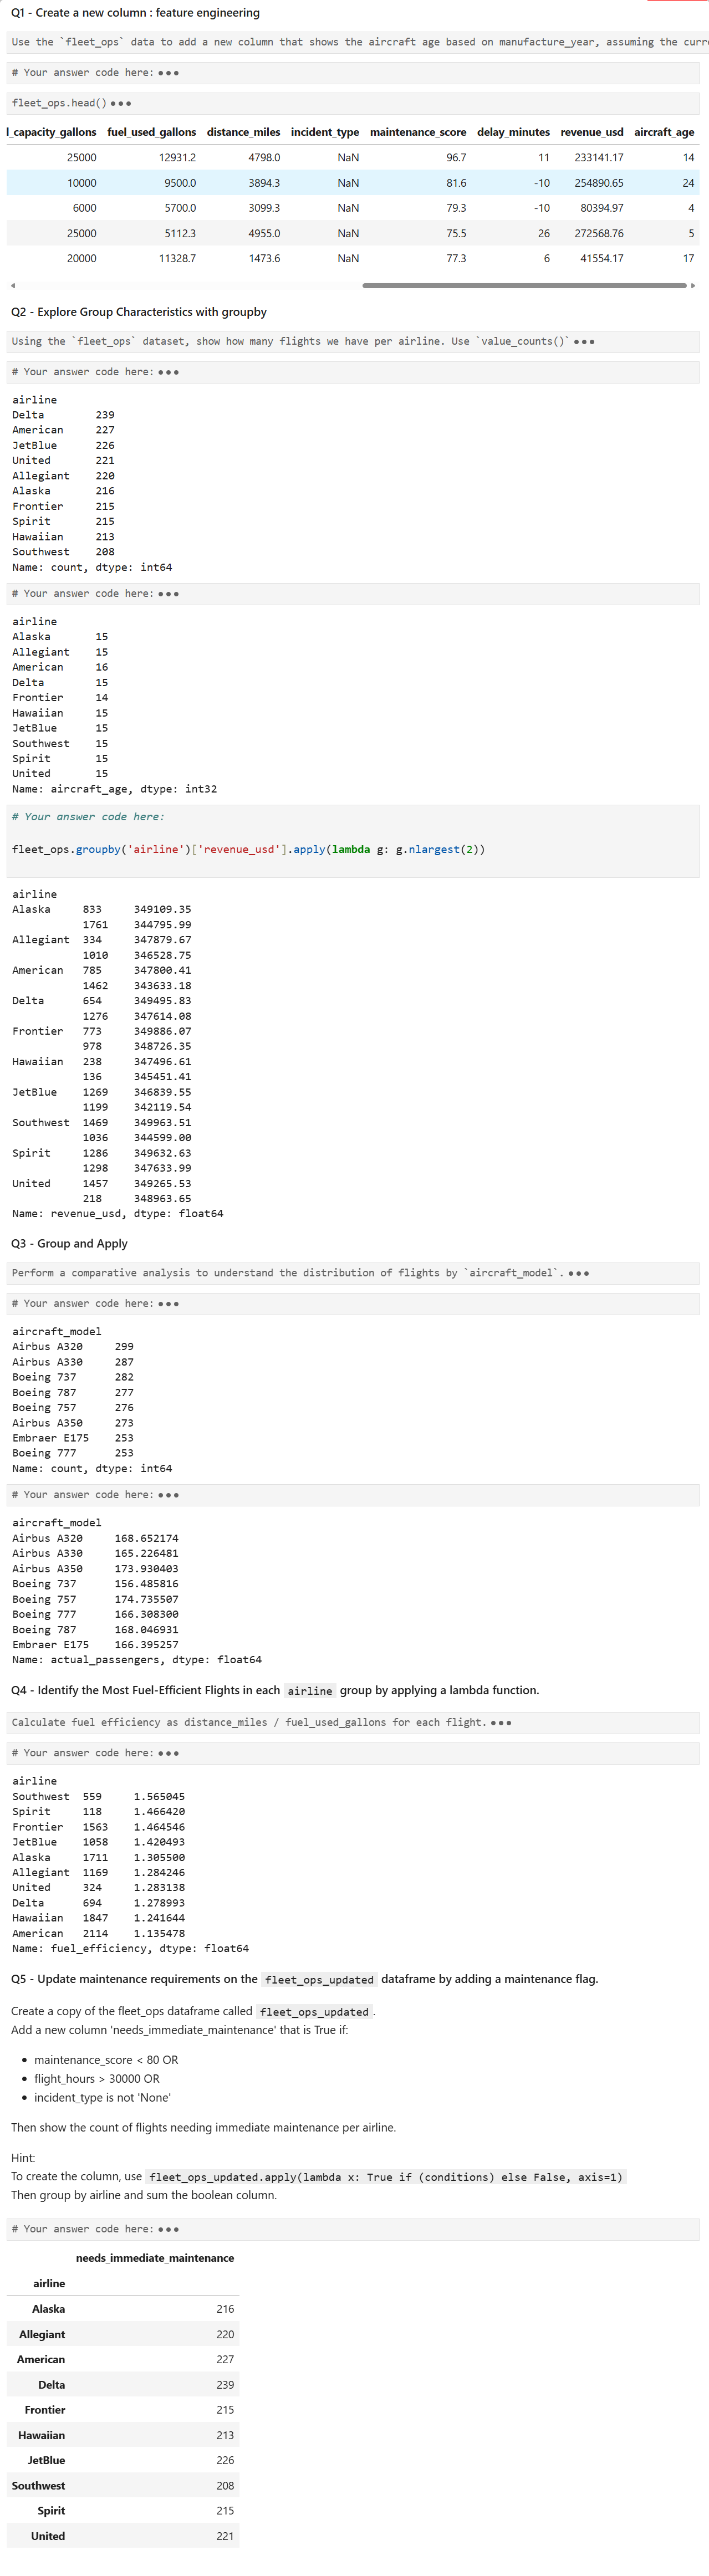 Q1 - Create a new column : feature engineering
Use the `fleet_ops` data to add a new column that shows the aircraft age based on manufacture_year, assuming the curr
# Your answer code here: •••
fleet_ops.head() •••
l_capacity_gallons fuel_used_gallons distance_miles incident_type maintenance_score delay_minutes revenue_usd aircraft_age
25000 12931.2 4798.0 NaN 96.7 11 233141.17 14
10000 9500.0 3894.3 NaN 81.6 -10 254890.65 24
6000 5700.0 3099.3 NaN 79.3 -10 80394.97 4
25000 5112.3 4955.0 NaN 75.5 26 272568.76 5
20000 11328.7 1473.6 NaN 77.3 6 41554.17 17
Q2 - Explore Group Characteristics with groupby
Using the `fleet_ops` dataset, show how many flights we have per airline. Use `value_counts()` •••
# Your answer code here: •••
airline
Delta 239
American 227
JetBlue 226
United 221
Allegiant 220
Alaska 216
Frontier 215
Spirit 215
Hawaiian 213
Southwest 208
Name: count, dtype: int64
# Your answer code here: •••
airline
Alaska 15
Allegiant 15
American 16
Delta 15
Frontier 14
Hawaiian 15
JetBlue 15
Southwest 15
Spirit 15
United 15
Name: aircraft_age, dtype: int32
# Your answer code here:
fleet_ops.groupby('airline')['revenue_usd'].apply(lambda g: g.nlargest(2))
airline
Alaska 833 349109.35
1761 344795.99
Allegiant 334 347879.67
1010 346528.75
American 785 347800.41
1462 343633.18
Delta 654 349495.83
1276 347614.08
Frontier 773 349886.07
978 348726.35
Hawaiian 238 347496.61
136 345451.41
JetBlue 1269 346839.55
1199 342119.54
Southwest 1469 349963.51
1036 344599.00
Spirit 1286 349632.63
1298 347633.99
United 1457 349265.53
218 348963.65
Name: revenue_usd, dtype: float64
Q3 - Group and Apply
Perform a comparative analysis to understand the distribution of flights by `aircraft_model`. •••
# Your answer code here: •••
aircraft_model
Airbus A320 299
Airbus A330 287
Boeing 737 282
Boeing 787 277
Boeing 757 276
Airbus A350 273
Embraer E175 253
Boeing 777 253
Name: count, dtype: int64
# Your answer code here: •••
aircraft_model
Airbus A320 168.652174
Airbus A330 165.226481
Airbus A350 173.930403
Boeing 737 156.485816
Boeing 757 174.735507
Boeing 777 166.308300
Boeing 787 168.046931
Embraer E175 166.395257
Name: actual_passengers, dtype: float64
Q4 - Identify the Most Fuel-Efficient Flights in each airline group by applying a lambda function.
Calculate fuel efficiency as distance_miles / fuel_used_gallons for each flight. •••
# Your answer code here: •••
airline
Southwest 559 1.565045
Spirit 118 1.466420
Frontier 1563 1.464546
JetBlue 1058 1.420493
Alaska 1711 1.305500
Allegiant 1169 1.284246
United 324 1.283138
Delta 694 1.278993
Hawaiian 1847 1.241644
American 2114 1.135478
Name: fuel_efficiency, dtype: float64
Q5 - Update maintenance requirements on the fleet_ops_updated dataframe by adding a maintenance flag.
Create a copy of the fleet_ops dataframe called fleet_ops_updated.
Add a new column 'needs_immediate_maintenance' that is True if:
• maintenance_score < 80 OR
• flight_hours > 30000 OR
• incident_type is not 'None'
Then show the count of flights needing immediate maintenance per airline.
Hint:
To create the column, use fleet_ops_updated.apply(lambda x: True if (conditions) else False, axis=1)
Then group by airline and sum the boolean column.
# Your answer code here: •••
needs_immediate_maintenance
airline
Alaska 216
Allegiant 220
American 227
Delta 239
Frontier 215
Hawaiian 213
JetBlue 226
Southwest 208
Spirit 215
United 221